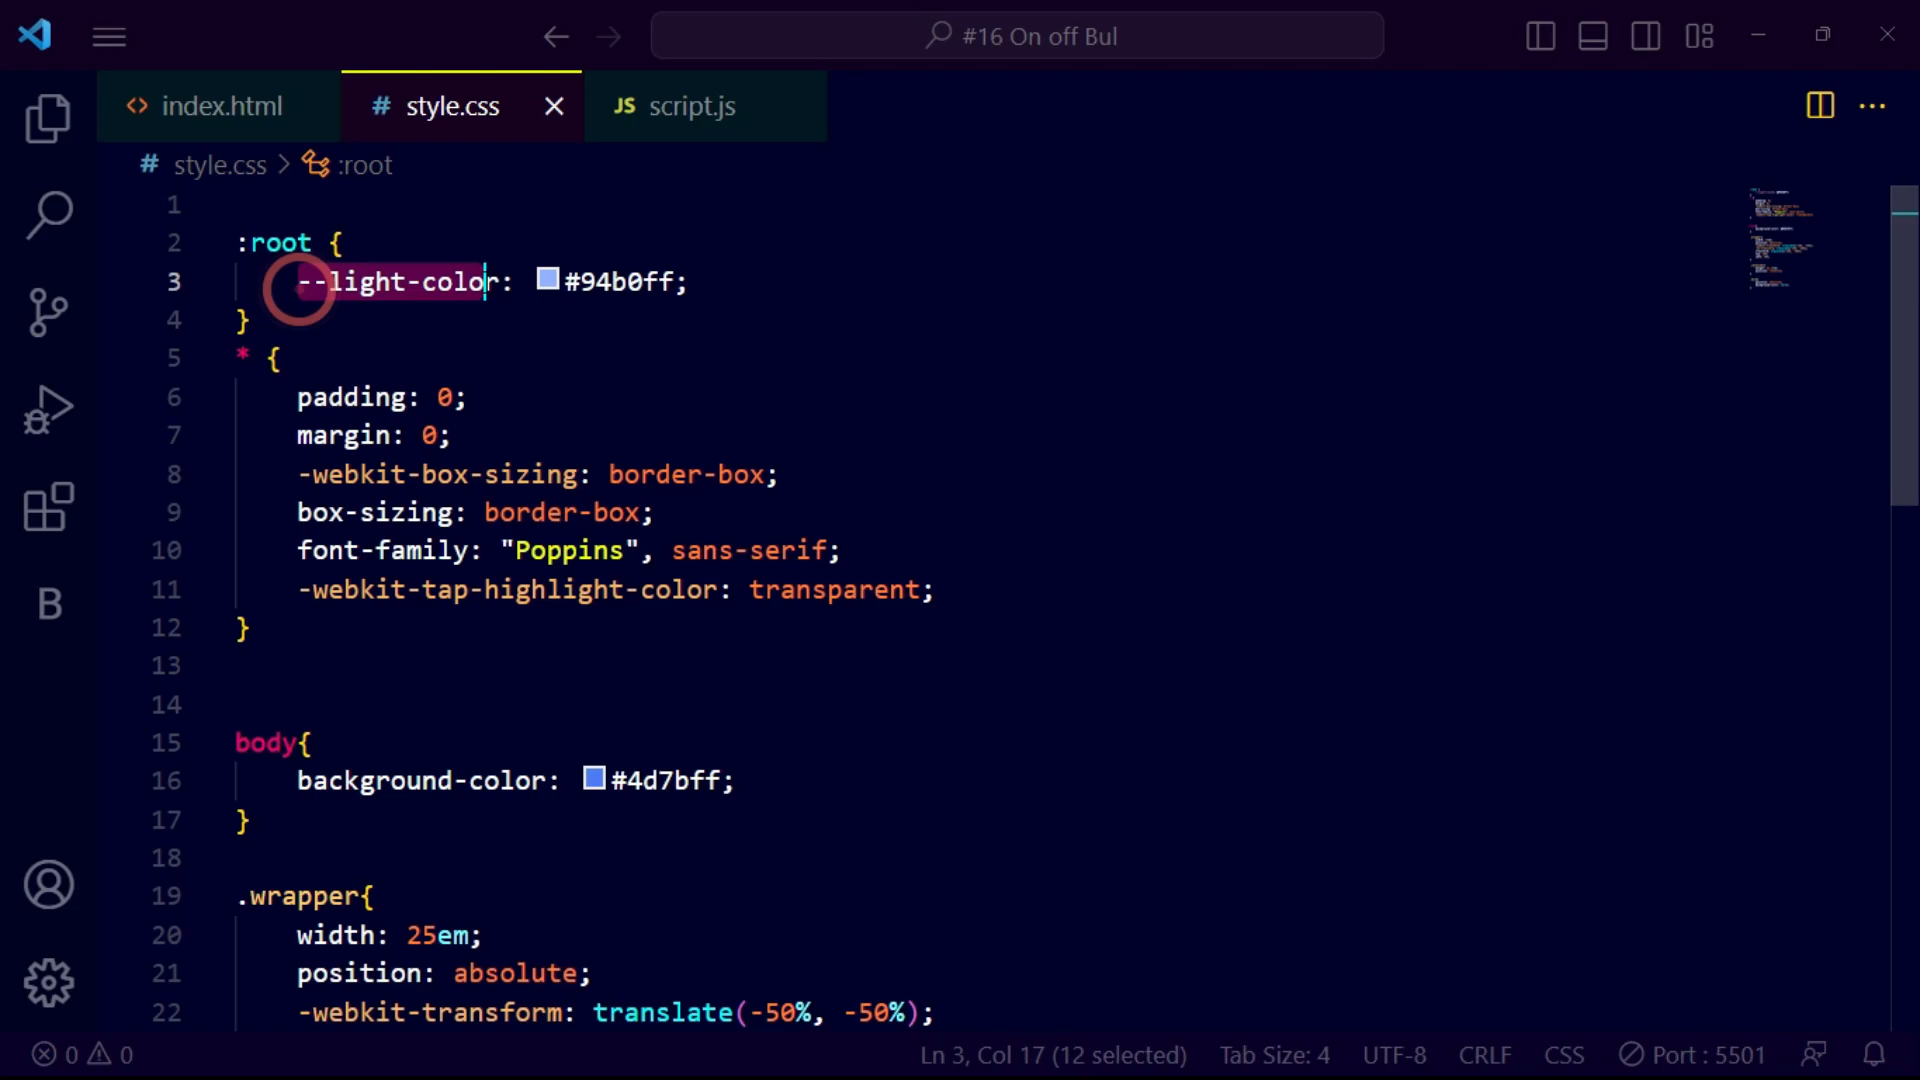 #16 On off Bul
index.html
# style.css
JS script.js
# style.css > :root
1
2 :root {
3 --light-color: #94b0ff;
4 }
5 * {
6 padding: 0;
7 margin: 0;
8 -webkit-box-sizing: border-box;
9 box-sizing: border-box;
10 font-family: "Poppins", sans-serif;
11 -webkit-tap-highlight-color: transparent;
12 }
13
14
15 body{
16 background-color: #4d7bff;
17 }
18
19 .wrapper{
20 width: 25em;
21 position: absolute;
22 -webkit-transform: translate(-50%, -50%);
B
0 0 Ln 3, Col 17 (12 selected) Tab Size: 4 UTF-8 CRLF CSS Port : 5501